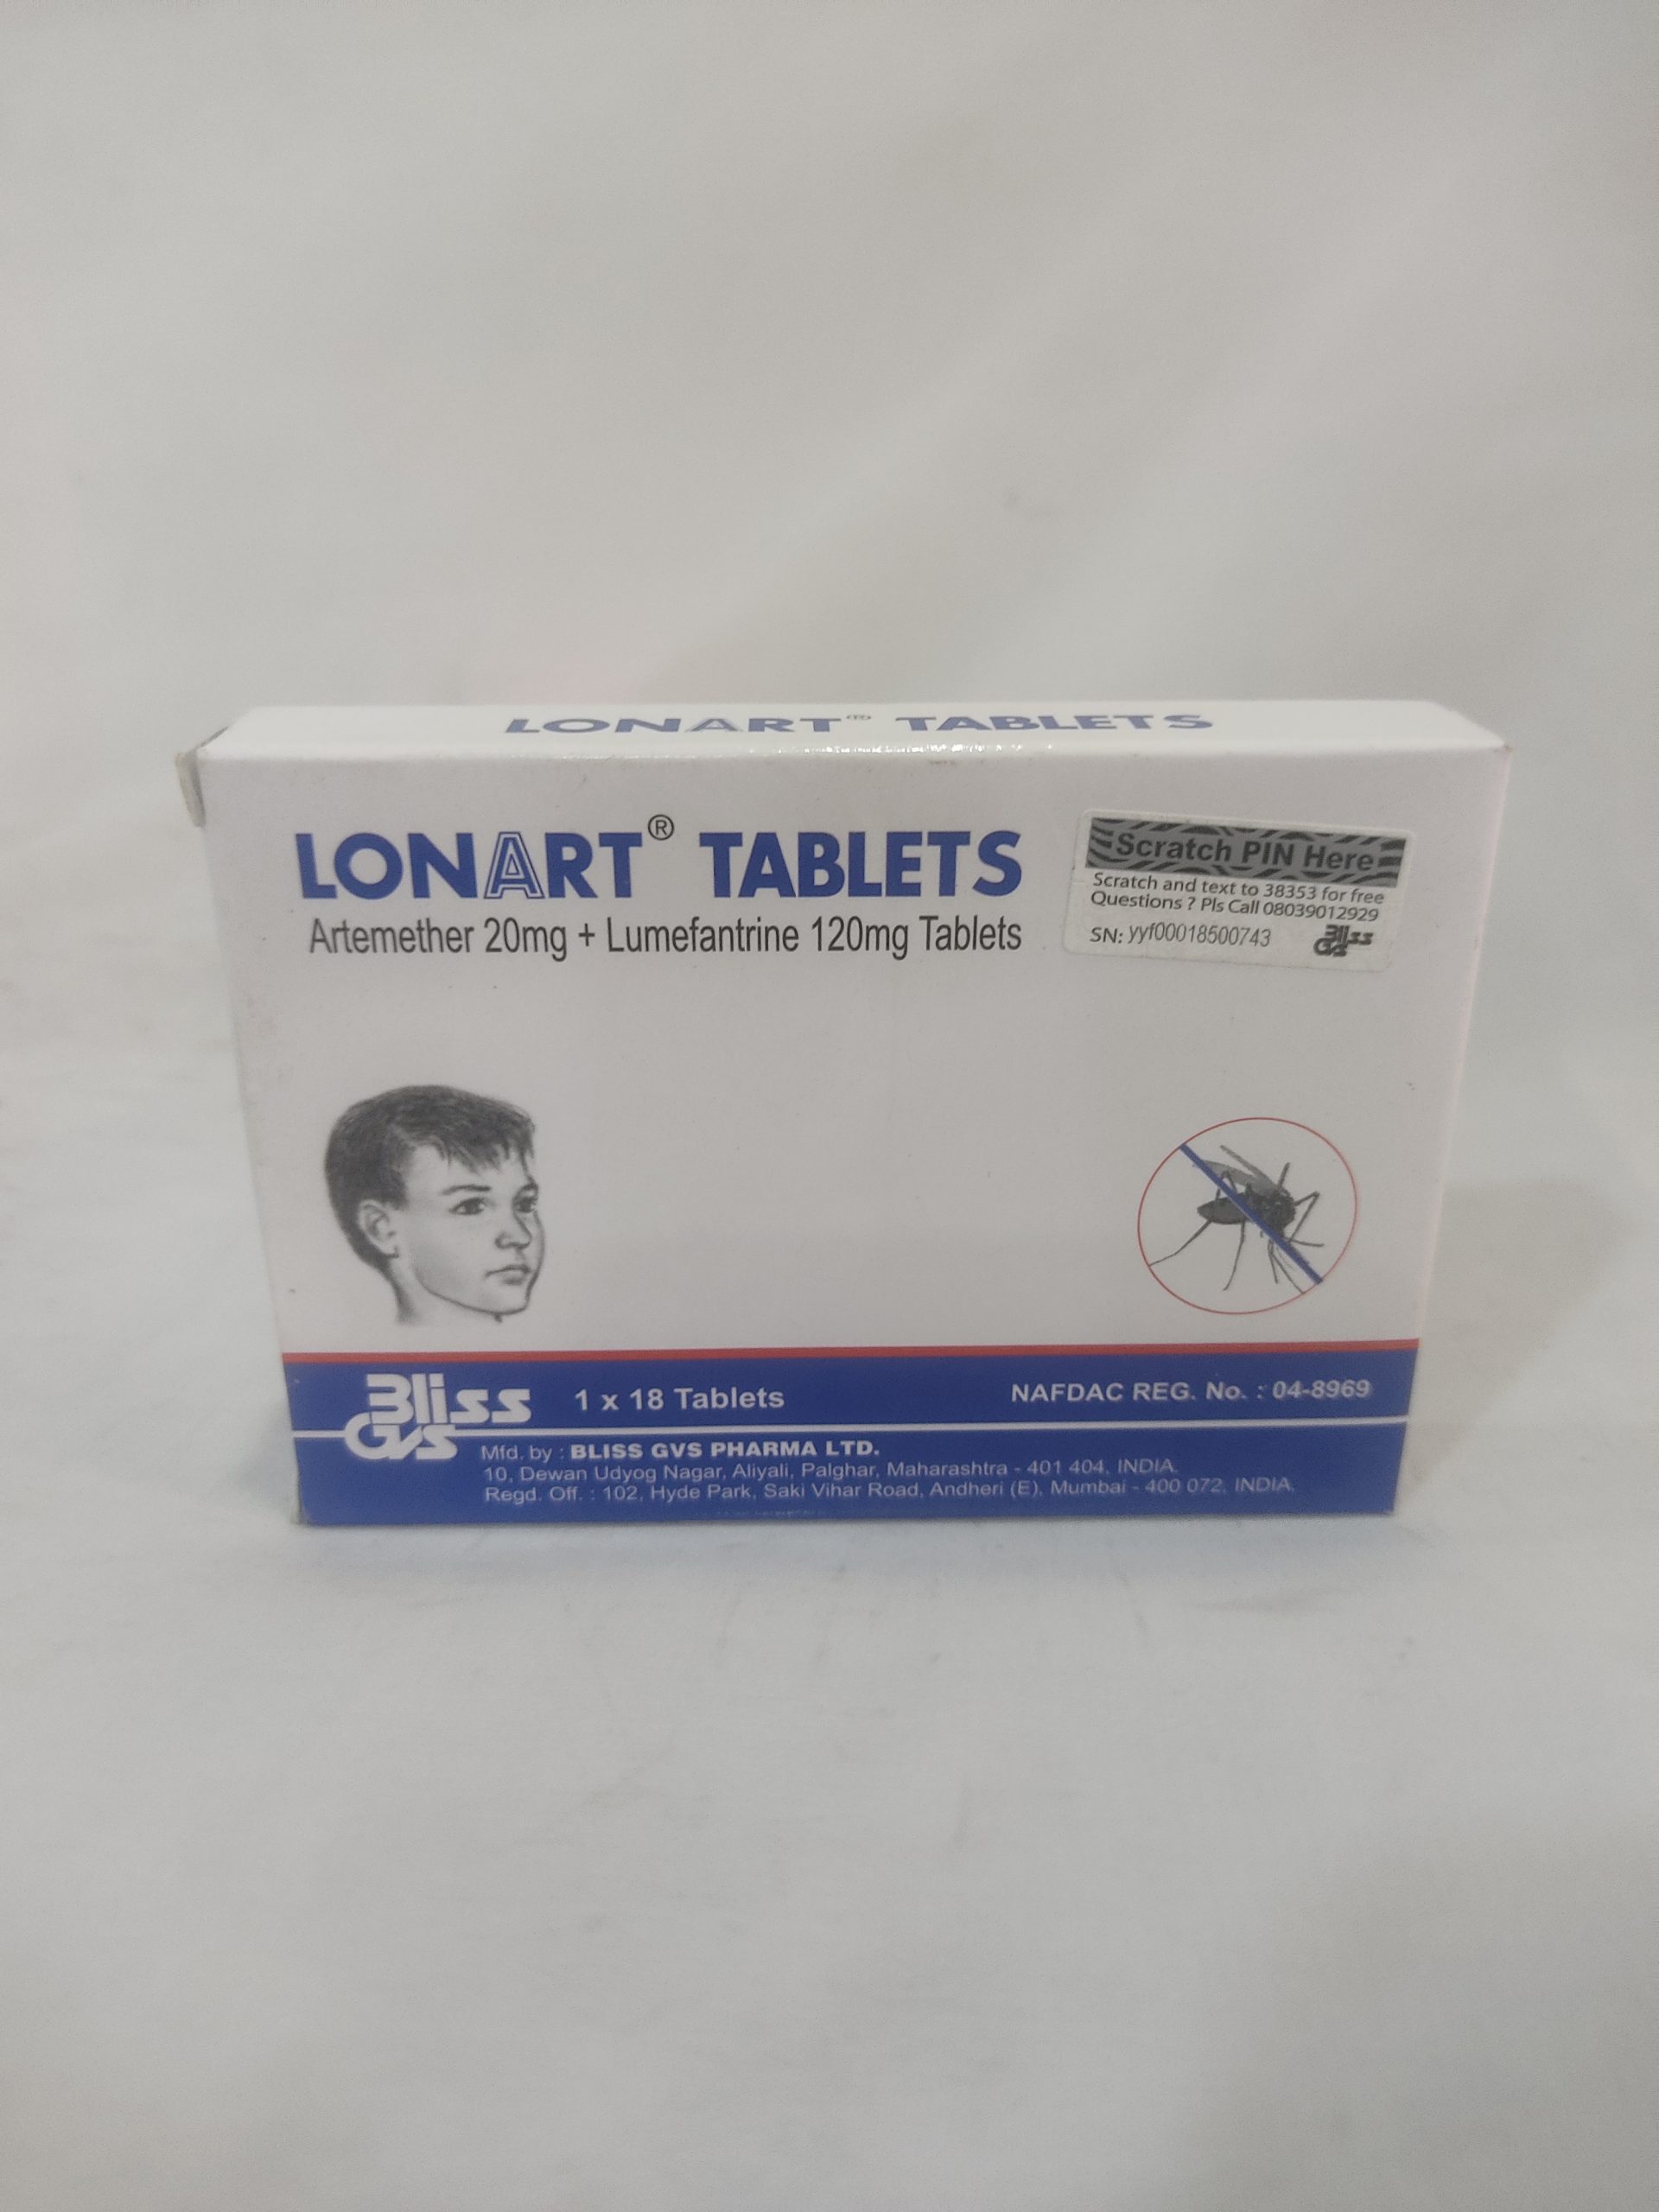 LONART® TABLETS
LONART® TABLETS
Artemether 20mg + Lumefantrine 120mg Tablets
Scratch PIN Here
Scratch and text to 38353 for free
Questions ? Pls Call 08039012929
SN: yyf00018500743
Bliss
GVS
Bliss
GVS
1 x 18 Tablets
NAFDAC REG. No. : 04-8969
Mfd. by : BLISS GVS PHARMA LTD.
10, Dewan Udyog Nagar, Aliyali, Palghar, Maharashtra - 401 404, INDIA.
Regd. Off. : 102, Hyde Park, Saki Vihar Road, Andheri (E), Mumbai - 400 072, INDIA.